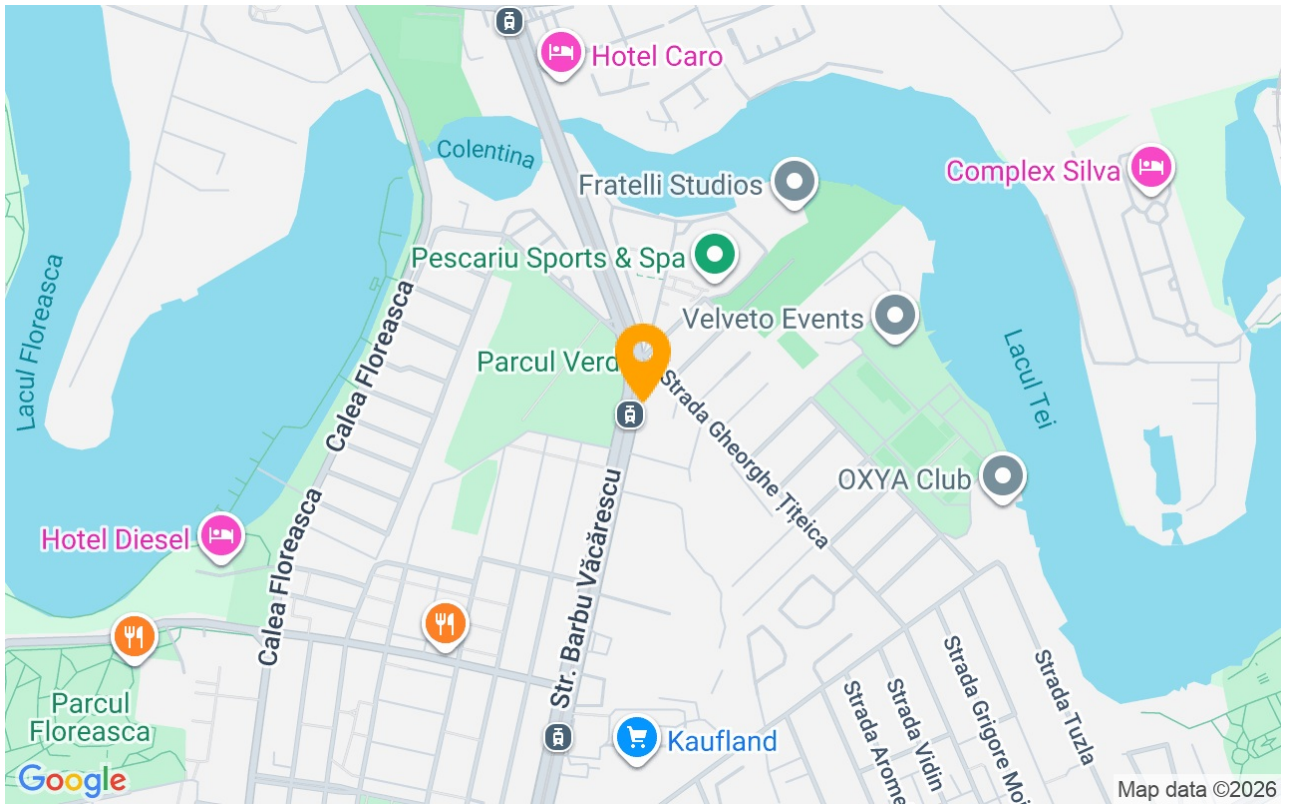 Hotel Caro
Colentina
Complex Silva
Fratelli Studios
Pescariu Sports & Spa
Lacul Floreasca
Calea Floreasca
Velveto Events
Parcul Verd
Lacul Tei
Strada Gheorghe Țițeica
OXYA Club
Hotel Diesel
Calea Floreasca
Str. Barbu Văcărescu
Parcul
Floreasca
Kaufland
Strada Arome
Strada Vidin
Strada Grigore Moi
Strada Tuzla
Google
Map data ©2026